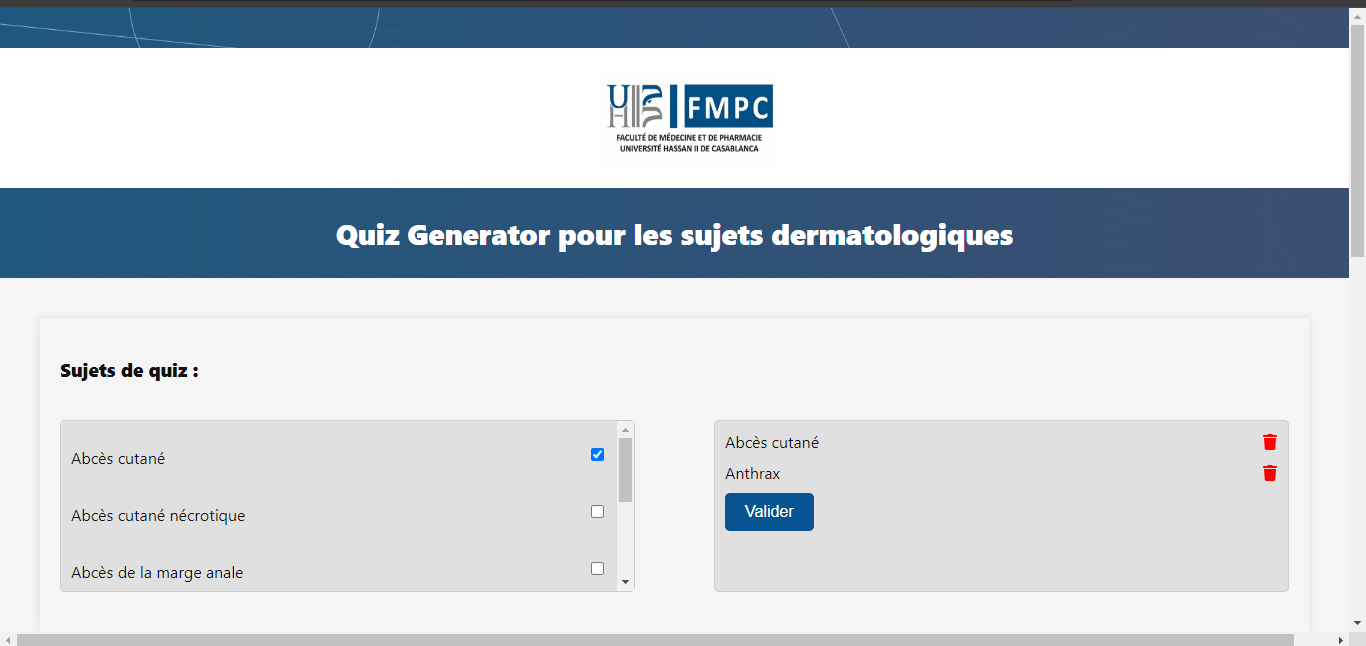 UH
FMPC
FACULTÉ DE MÉDECINE ET DE PHARMACIE
UNIVERSITÉ HASSAN II DE CASABLANCA
Quiz Generator pour les sujets dermatologiques
Sujets de quiz :
Abcès cutané
Abcès cutané nécrotique
Abcès de la marge anale
Abcès cutané
Anthrax
Valider